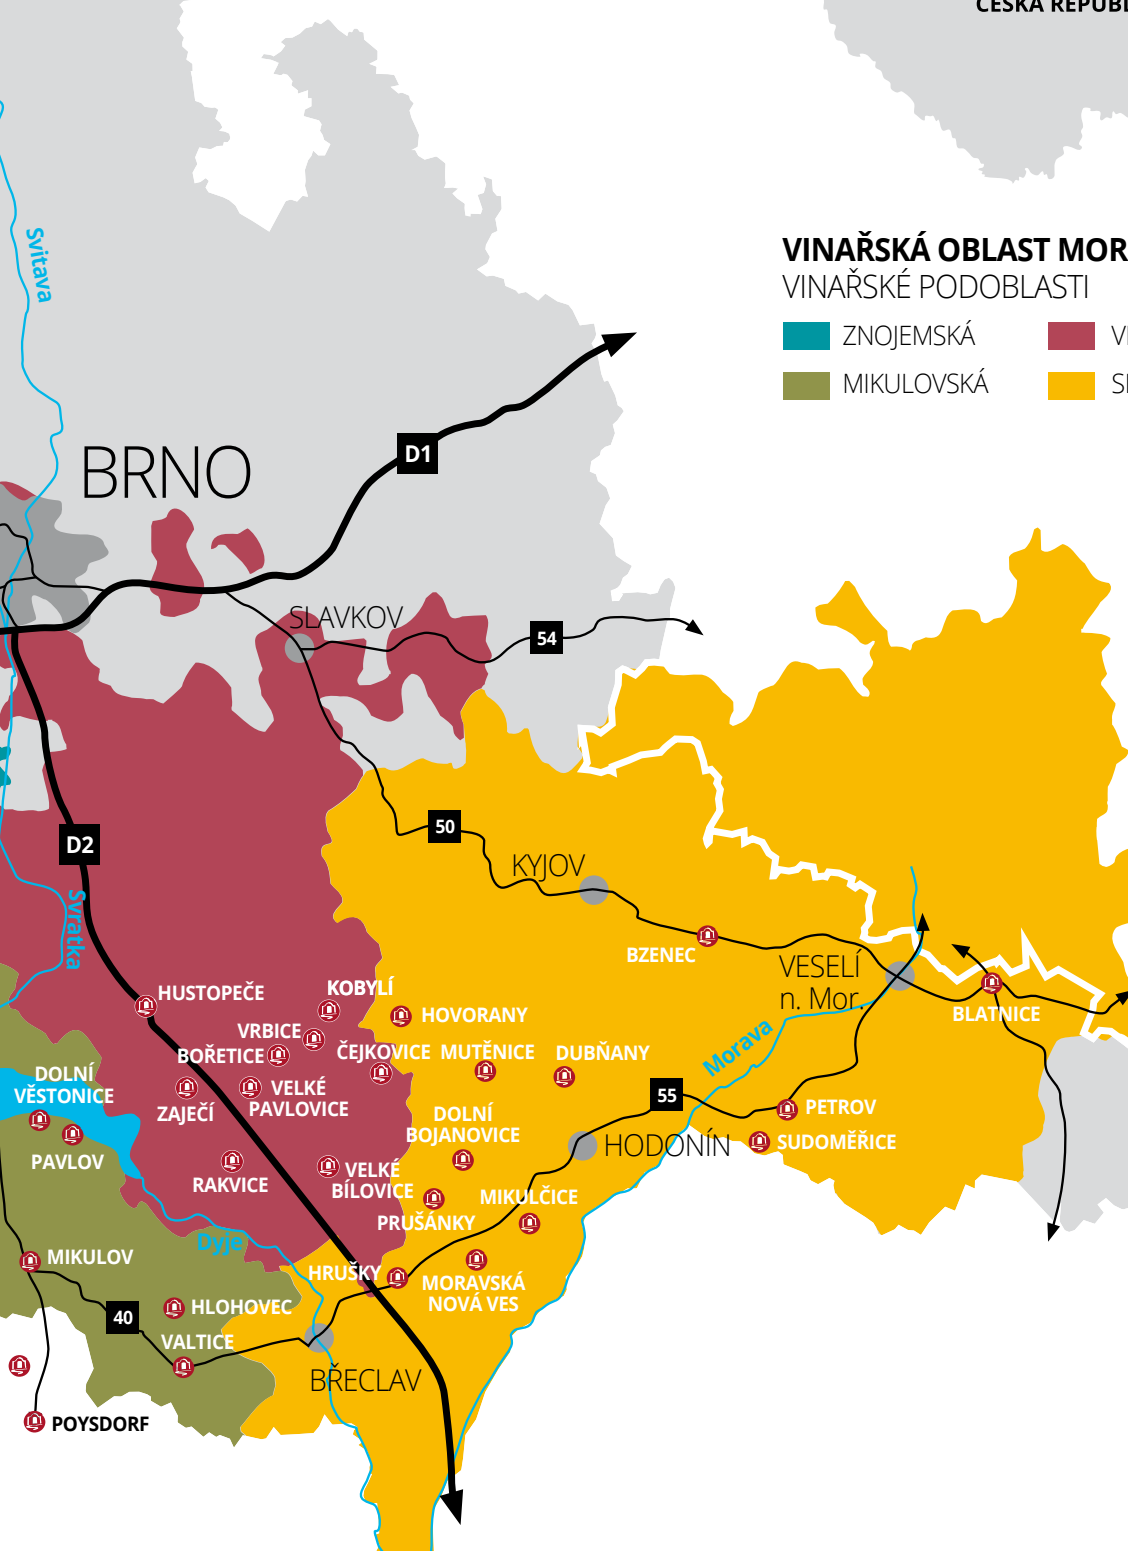 ČESKÁ REPUBL
VINAŘSKÁ OBLAST MOR
VINAŘSKÉ PODOBLASTI
ZNOJEMSKÁ
MIKULOVSKÁ
Svitava
BRNO
D1
SLAVKOV
54
50
D2
KYJOV
Svratka
BZENEC
VESELÍ
n. Mor.
BLATNICE
HUSTOPEČE
KOBYLÍ
HOVORANY
VRBICE
BOŘETICE
ČEJKOVICE
MUTĚNICE
DUBŇANY
Morava
DOLNÍ
VĚSTONICE
ZAJEČÍ
VELKÉ
PAVLOVICE
55
PETROV
DOLNÍ
BOJANOVICE
HODONÍN
SUDOMĚŘICE
PAVLOV
RAKVICE
VELKÉ
BÍLOVICE
MIKULČICE
PRUŠÁNKY
Dyje
MIKULOV
HRUŠKY
MORAVSKÁ
NOVÁ VES
HLOHOVEC
40
VALTICE
BŘECLAV
POYSDORF